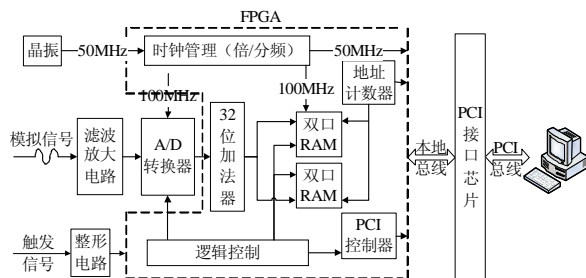 FPGA
晶振
50MHz
时钟管理（倍/分频）
50MHz
100MHz
100MHz
地址
计数器
模拟信号
滤波
放大
电路
A/D
转换器
32
位
加
法
器
双口
RAM
双口
RAM
本地
总线
PCI
接
口
芯
片
PCI
总线
触发
信号
整形
电路
逻辑控制
PCI
控制器